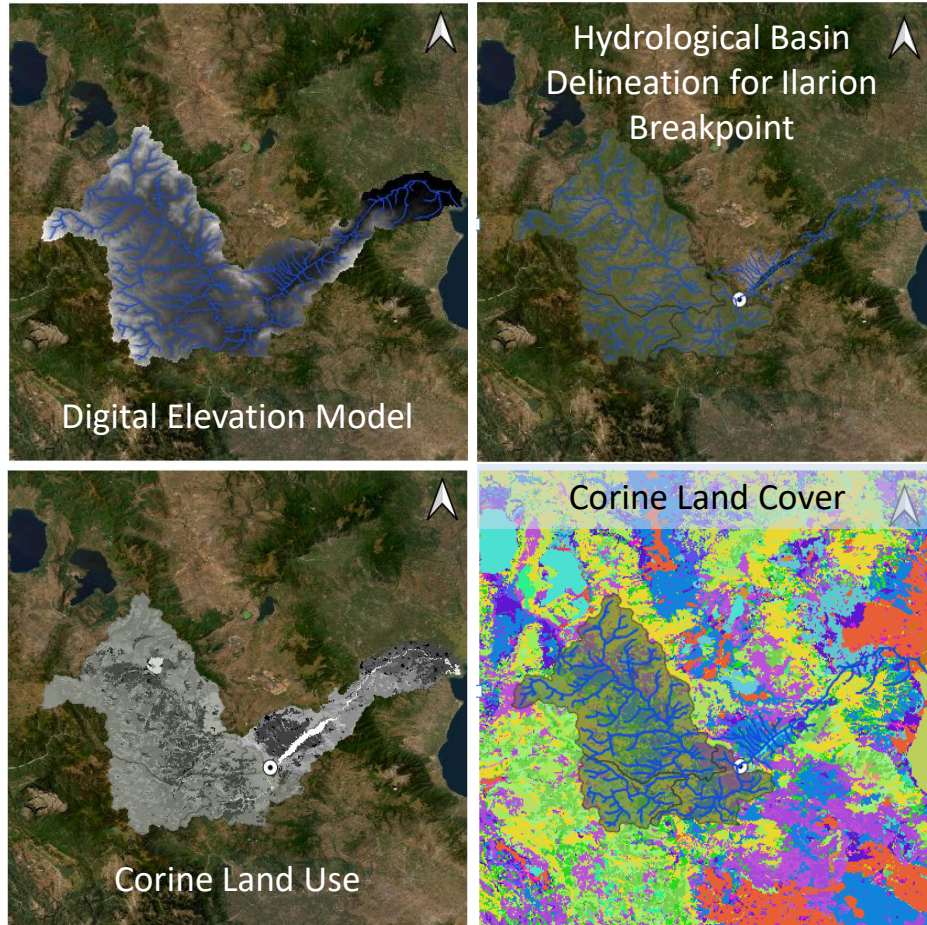 Hydrological Basin
Delineation for Ilarion
Breakpoint
Digital Elevation Model
Corine Land Cover
Corine Land Use